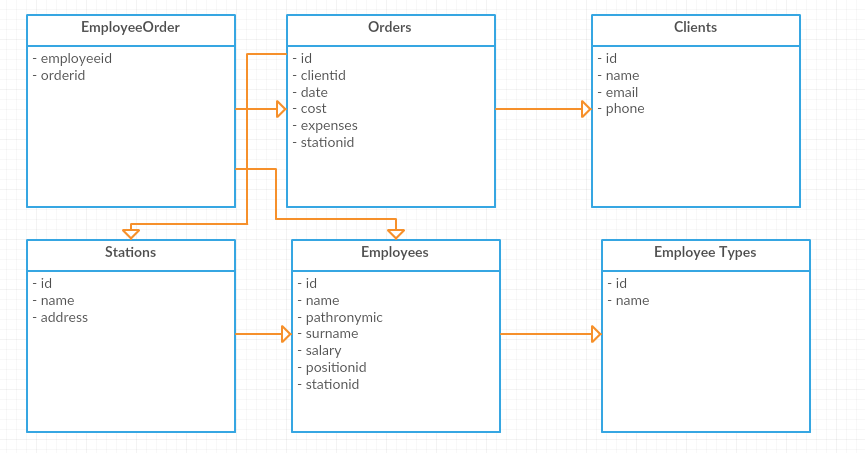 EmployeeOrder
- employeeid
- orderid
Orders
- id
- clientid
- date
- cost
- expenses
- stationid
Clients
- id
- name
- email
- phone
Stations
- id
- name
- address
Employees
- id
- name
- pathronymic
- surname
- salary
- positionid
- stationid
Employee Types
- id
- name